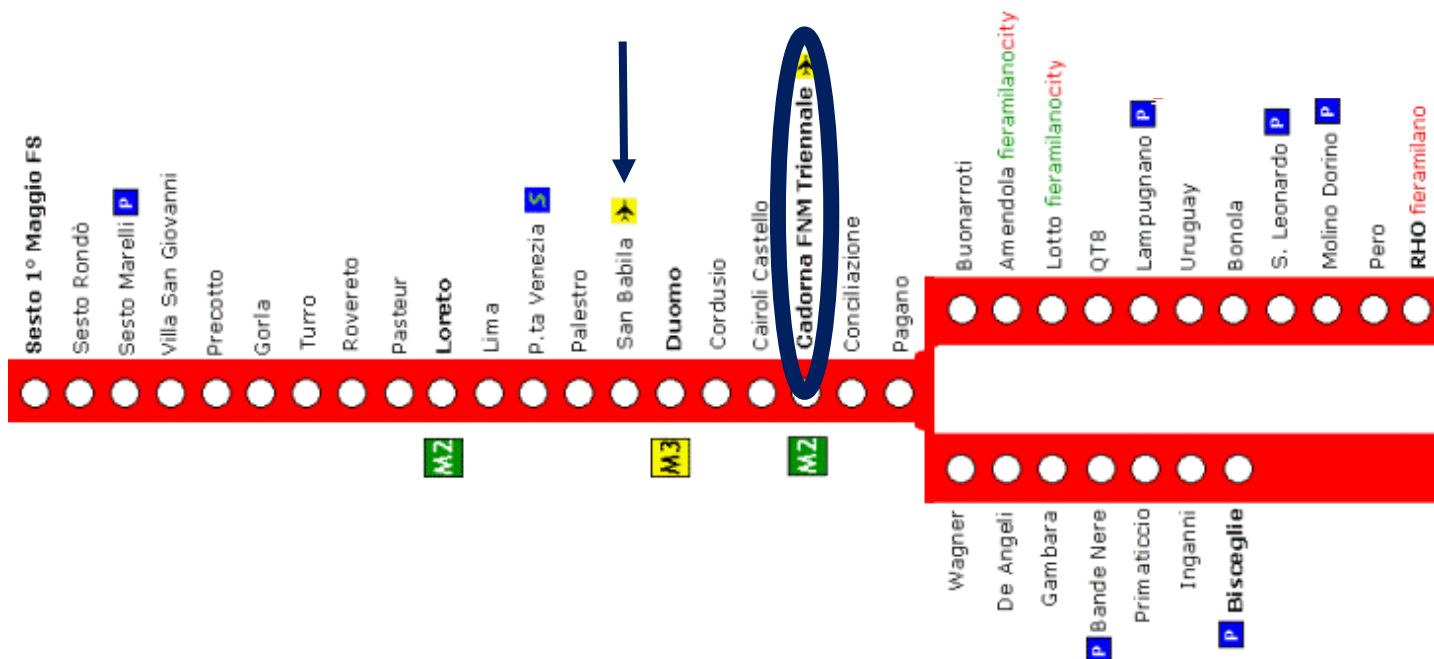 Sesto 1° Maggio FS
Sesto Rondò
Sesto Marelli P
Villa San Giovanni
Precotto
Gorla
Turro
Rovereto
Pasteur
Loreto
Lima
P.ta Venezia S
Palestro
San Babila
Duomo
Cordusio
Cairoli Castello
Cadorna FNM Triennale
Conciliazione
Pagano
M2
M3
M2
Buonarroti
Amendola fieramilanocity
Lotto fieramilanocity
QT8
Lampugnano P
Uruguay
Bonola
S. Leonardo P
Molino Dorino P
Pero
RHO fieramilano
Wagner
De Angeli
Gambara
P Bande Nere
Primaticcio
Inganni
P Bisceglie